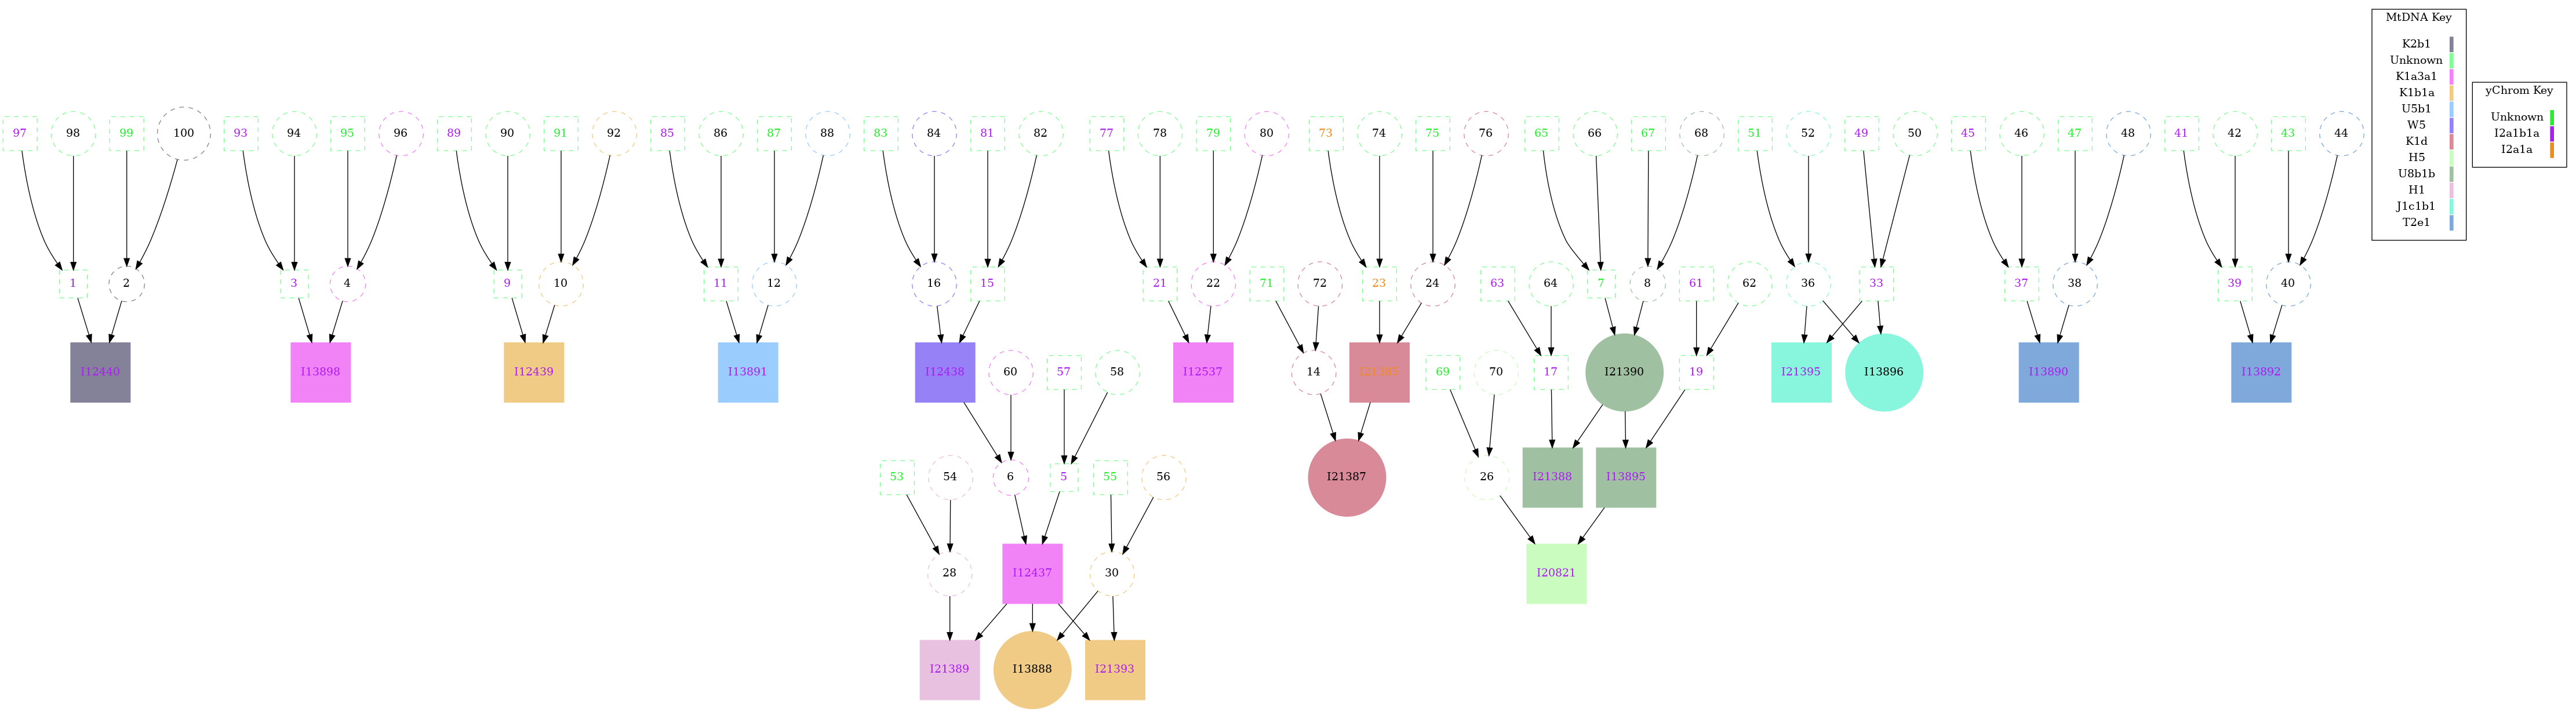 MtDNA Key
K2b1
Unknown
K1a3a1
K1b1a
U5b1
W5
K1d
H5
U8b1b
H1
J1c1b1
T2e1
yChrom Key
Unknown
I2a1b1a
I2a1a
97 98 99 100 93 94 95 96 89 90 91 92 85 86 87 88 83 84 81 82 77 78 79 80 73 74 75 76 65 66 67 68 51 52 49 50 45 46 47 48 41 42 43 44
1 2 3 4 9 10 11 12 16 15 21 22 71 72 23 24 63 64 7 8 61 62 36 33 37 38 39 40
I12440 I13898 I12439 I13891 I12438 60 57 58 I12537 14 69 70 17 I21390 19 I21395 I13896 I13890 I13892
53 54 6 5 55 56 I21387 26 I21388 I13895
28 I12437 30 I20821
I21389 I13888 I21393